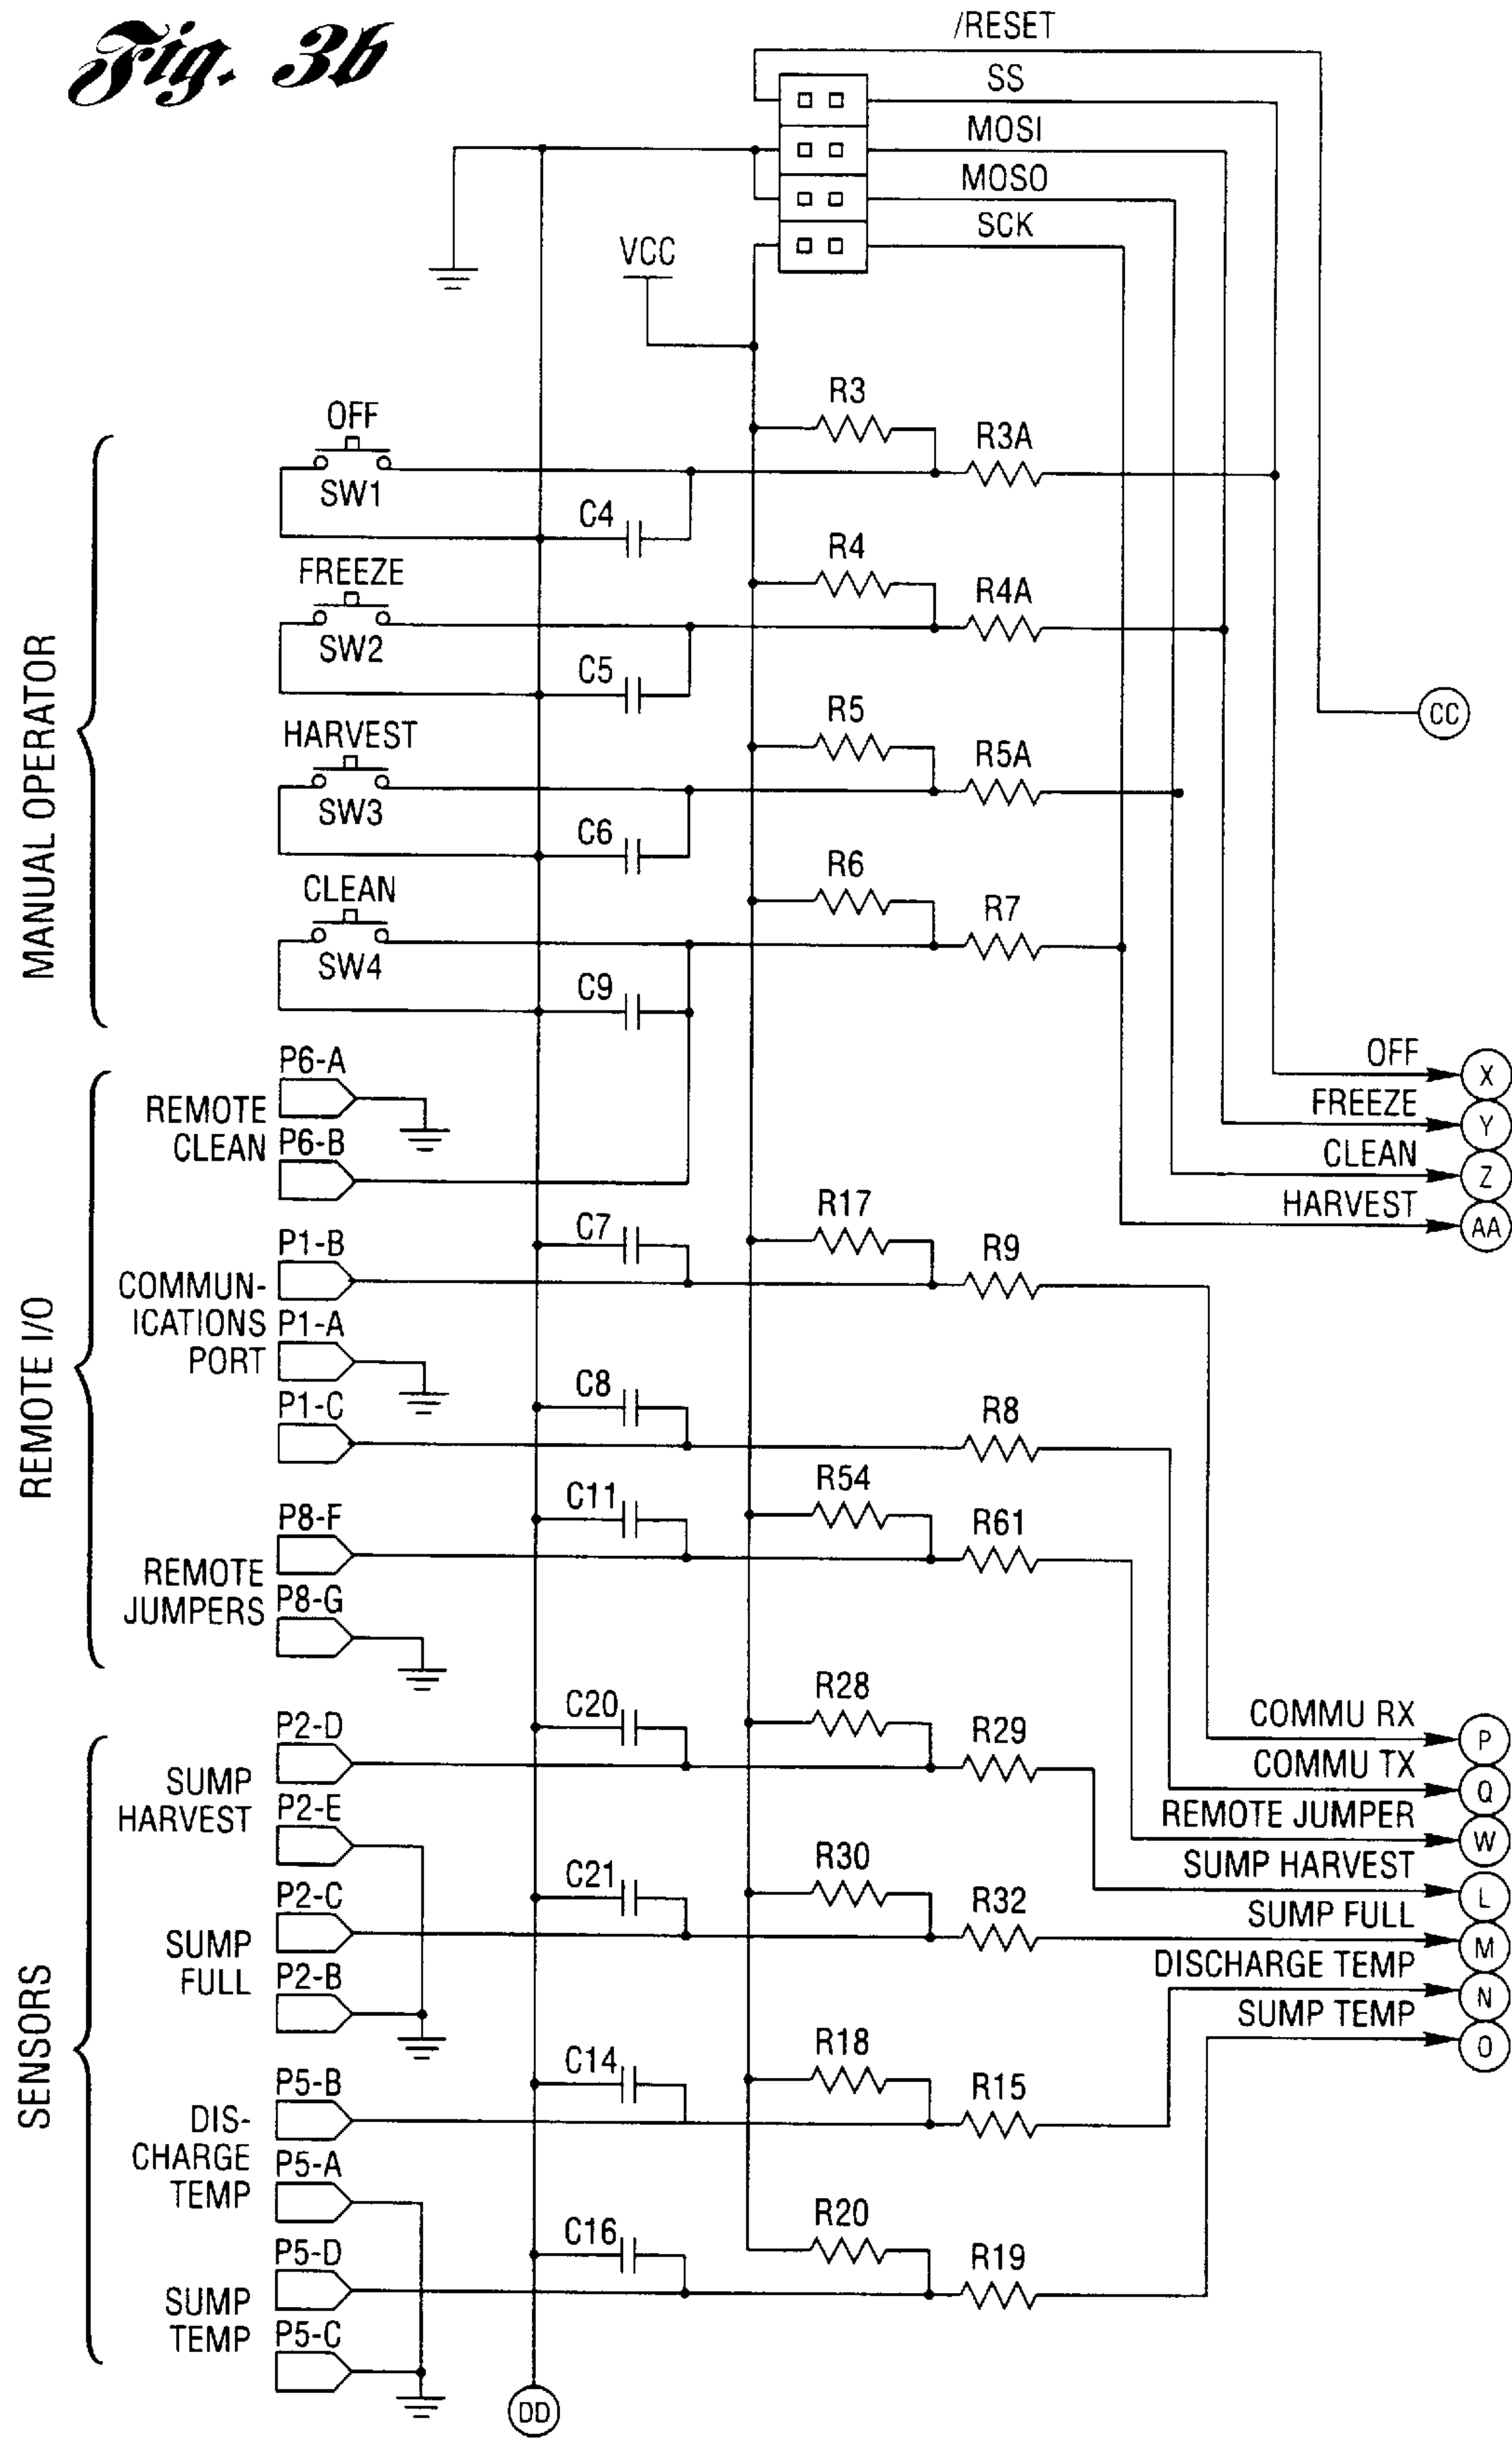 Fig. 3b
/RESET
SS
MOSI
MOSO
SCK
VCC
MANUAL OPERATOR
OFF
SW1
C4
R3
R3A
FREEZE
SW2
C5
R4
R4A
HARVEST
SW3
C6
R5
R5A
CC
CLEAN
SW4
C9
R6
R7
OFF
X
FREEZE
Y
CLEAN
Z
HARVEST
AA
REMOTE I/O
REMOTE
CLEAN
P6-A
P6-B
COMMUN-
ICATIONS
PORT
P1-B
P1-A
P1-C
C7
R17
R9
C8
R8
REMOTE
JUMPERS
P8-F
P8-G
C11
R54
R61
COMMU RX
P
COMMU TX
Q
REMOTE JUMPER
W
SUMP HARVEST
L
SUMP FULL
M
DISCHARGE TEMP
N
SUMP TEMP
O
SENSORS
SUMP
HARVEST
P2-D
P2-E
C20
R28
R29
SUMP
FULL
P2-C
P2-B
C21
R30
R32
DIS-
CHARGE
TEMP
P5-B
P5-A
C14
R18
R15
SUMP
TEMP
P5-D
P5-C
C16
R20
R19
DD